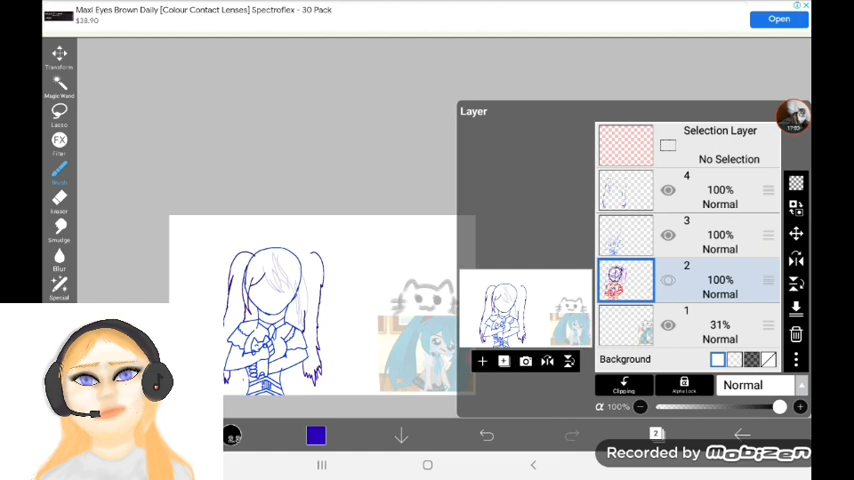 Maxi Eyes Brown Daily [Colour Contact Lenses] Spectroflex - 30 Pack
$38.90
Open
Transform
Magic Wand
Lasso
FX
Filter
Brush
Eraser
Smudge
Blur
Special
Layer
Selection Layer
No Selection
4
100%
Normal
3
100%
Normal
2
100%
Normal
1
31%
Normal
Background
Clipping
Alpha Lock
Normal
α 100%
2
Recorded by mobizen